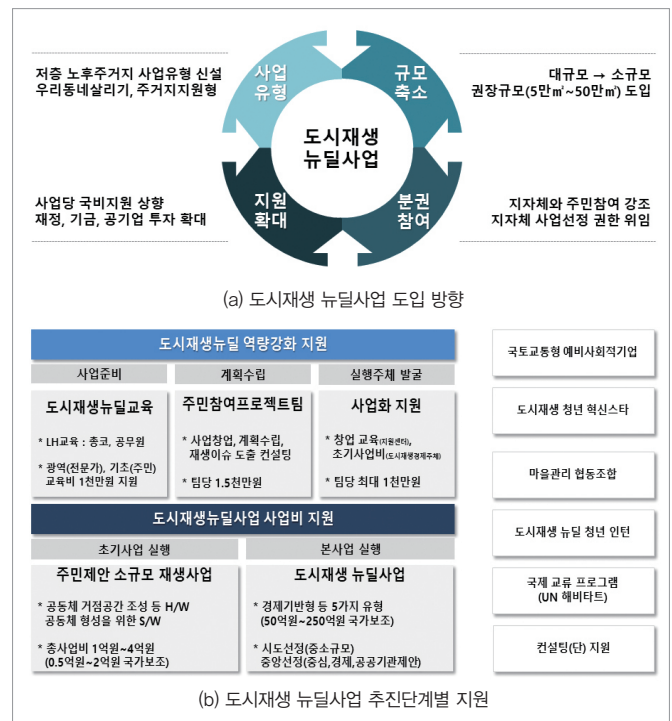 저층 노후주거지 사업유형 신설
우리동네살리기, 주거지지원형
사업
유형
규모
축소
대규모 → 소규모
권장규모(5만㎡~50만㎡) 도입
도시재생
뉴딜사업
사업당 국비지원 상향
재정, 기금, 공기업 투자 확대
지원
확대
분권
참여
지자체와 주민참여 강조
지자체 사업선정 권한 위임
(a) 도시재생 뉴딜사업 도입 방향
도시재생뉴딜 역량강화 지원
사업준비
계획수립
실행주체 발굴
도시재생뉴딜교육
* LH교육 : 총코, 공무원
* 광역(전문가), 기초(주민)
교육비 1천만원 지원
주민참여프로젝트팀
* 사업창업, 계획수립,
재생이슈 도출 컨설팅
* 팀당 1.5천만원
사업화 지원
* 창업 교육(지원센터),
초기사업비(도시재생경제주체)
* 팀당 최대 1천만원
도시재생뉴딜사업 사업비 지원
초기사업 실행
본사업 실행
주민제안 소규모 재생사업
* 공동체 거점공간 조성 등 H/W
공동체 형성을 위한 S/W
* 총사업비 1억원~4억원
(0.5억원~2억원 국가보조)
도시재생 뉴딜사업
* 경제기반형 등 5가지 유형
(50억원~250억원 국가보조)
* 시도선정(중소규모)
중앙선정(중심,경제,공공기관제안)
국토교통형 예비사회적기업
도시재생 청년 혁신스타
마을관리 협동조합
도시재생 뉴딜 청년 인턴
국제 교류 프로그램
(UN 해비타트)
컨설팅(단) 지원
(b) 도시재생 뉴딜사업 추진단계별 지원